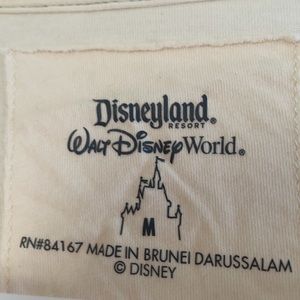 Disneyland®
RESORT
Walt Disney World®
M
RN#84167 MADE IN BRUNEI DARUSSALAM
© DISNEY